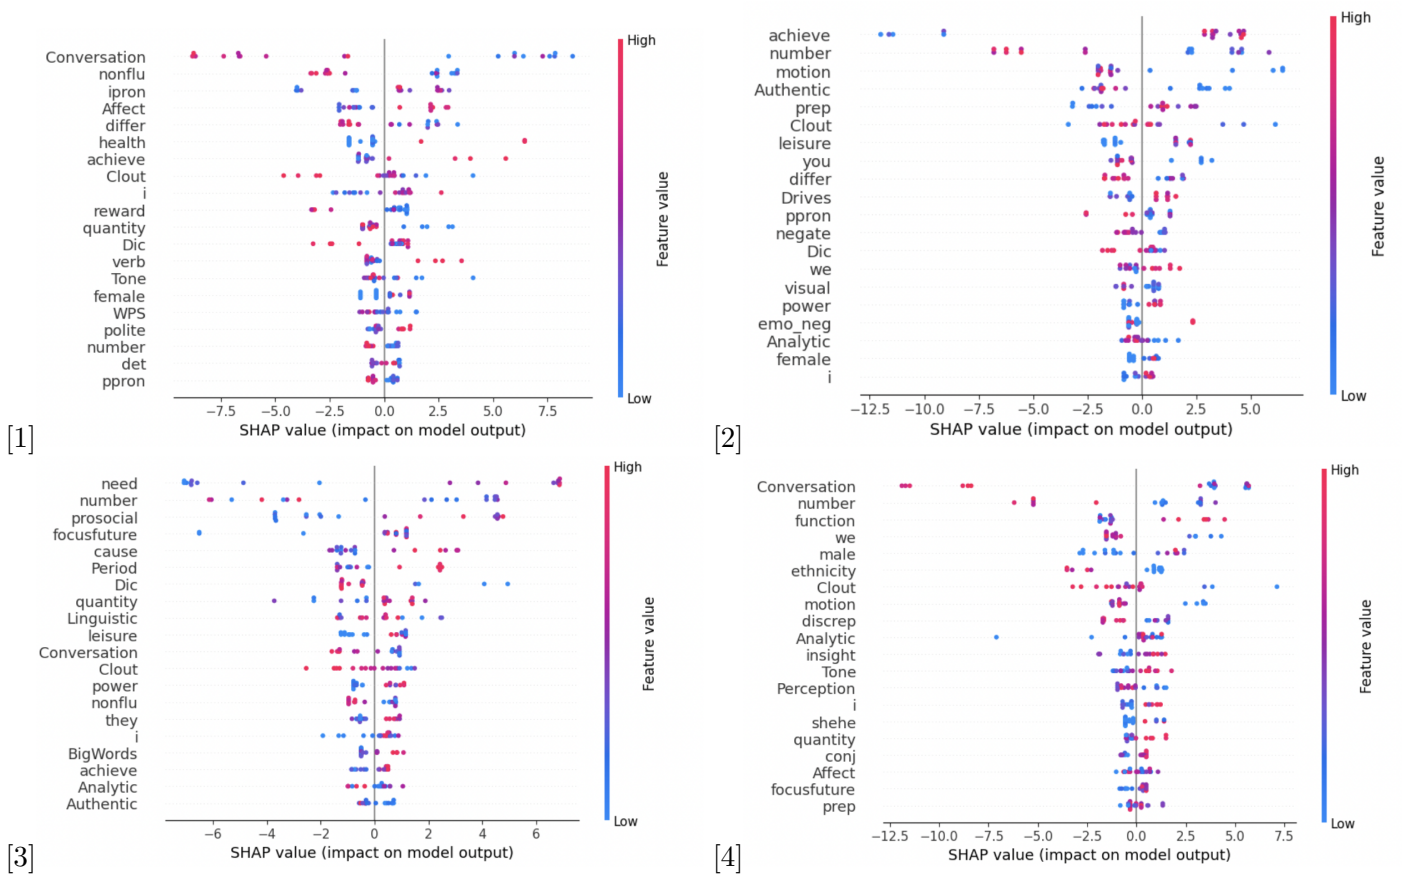 Conversation
nonflu
ipron
Affect
differ
health
achieve
Clout
i
reward
quantity
Dic
verb
Tone
female
WPS
polite
number
det
ppron
−7.5 −5.0 −2.5 0.0 2.5 5.0 7.5
SHAP value (impact on model output)
High
Feature value
Low
[1]
achieve
number
motion
Authentic
prep
Clout
leisure
you
differ
Drives
ppron
negate
Dic
we
visual
power
emo_neg
Analytic
female
i
−12.5 −10.0 −7.5 −5.0 −2.5 0.0 2.5 5.0
SHAP value (impact on model output)
High
Feature value
Low
[2]
need
number
prosocial
focusfuture
cause
Period
Dic
quantity
Linguistic
leisure
Conversation
Clout
power
nonflu
they
i
BigWords
achieve
Analytic
Authentic
−6 −4 −2 0 2 4 6
SHAP value (impact on model output)
High
Feature value
Low
[3]
Conversation
number
function
we
male
ethnicity
Clout
motion
discrep
Analytic
insight
Tone
Perception
i
shehe
quantity
conj
Affect
focusfuture
prep
−12.5 −10.0 −7.5 −5.0 −2.5 0.0 2.5 5.0 7.5
SHAP value (impact on model output)
High
Feature value
Low
[4]